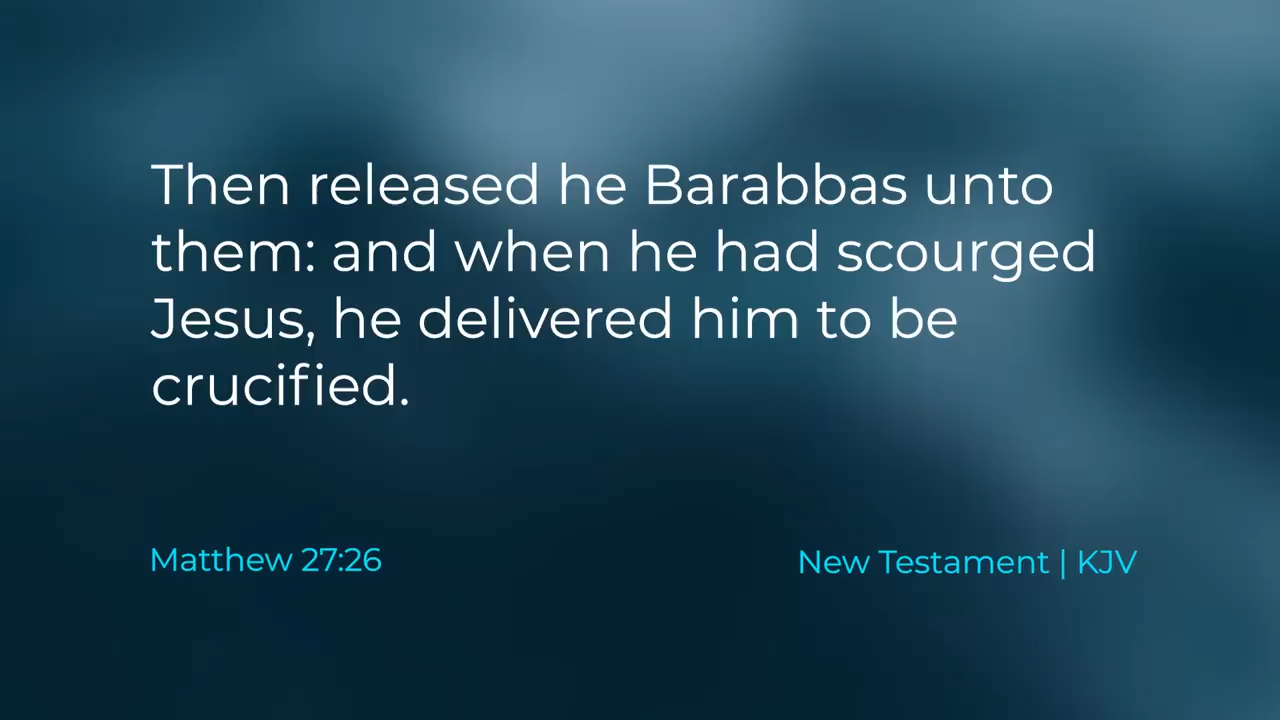 Then released he Barabbas unto
them: and when he had scourged
Jesus, he delivered him to be
crucified.
Matthew 27:26
New Testament | KJV